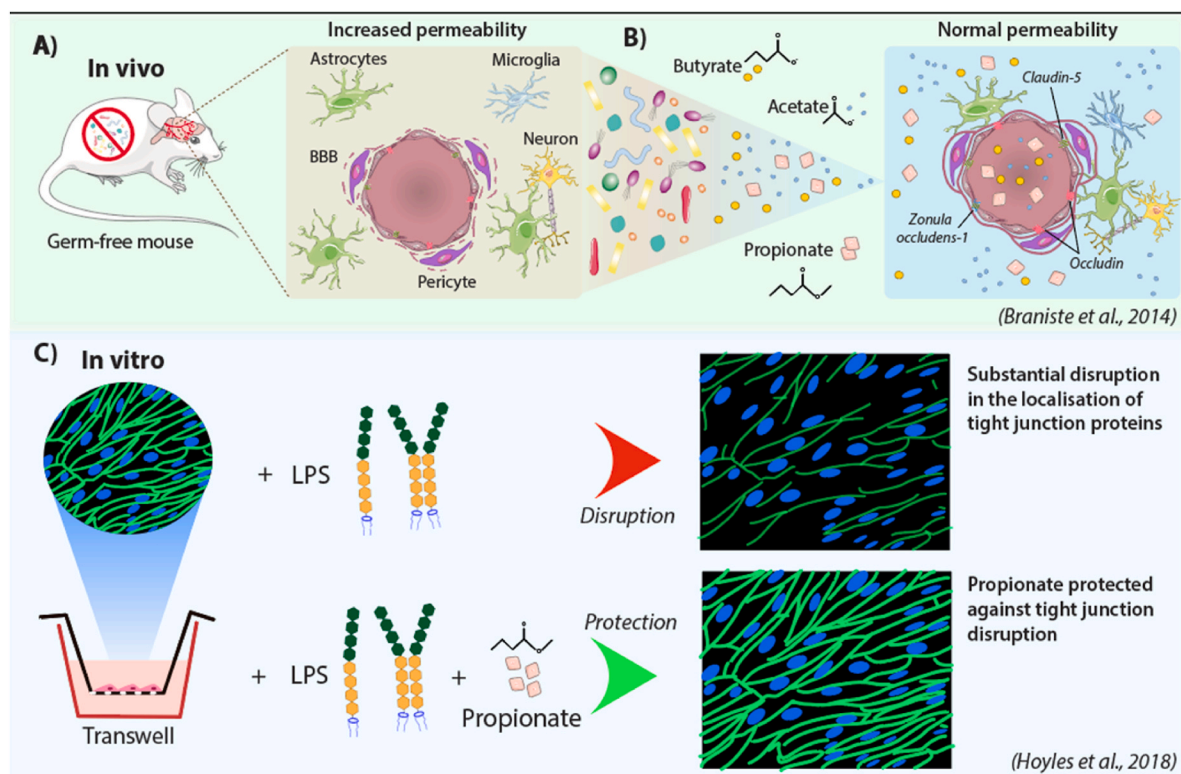 A)
In vivo
Germ-free mouse
Increased permeability
Astrocytes
Microglia
Neuron
BBB
Pericyte
B)
Butyrate
O
O-
Acetate
O
O-
Propionate
O
O
Normal permeability
Claudin-5
Zonula
occludens-1
Occludin
(Braniste et al., 2014)
C)
In vitro
Transwell
+ LPS
Disruption
Substantial disruption
in the localisation of
tight junction proteins
+ LPS + Propionate
O
O
Protection
Propionate protected
against tight junction
disruption
(Hoyles et al., 2018)